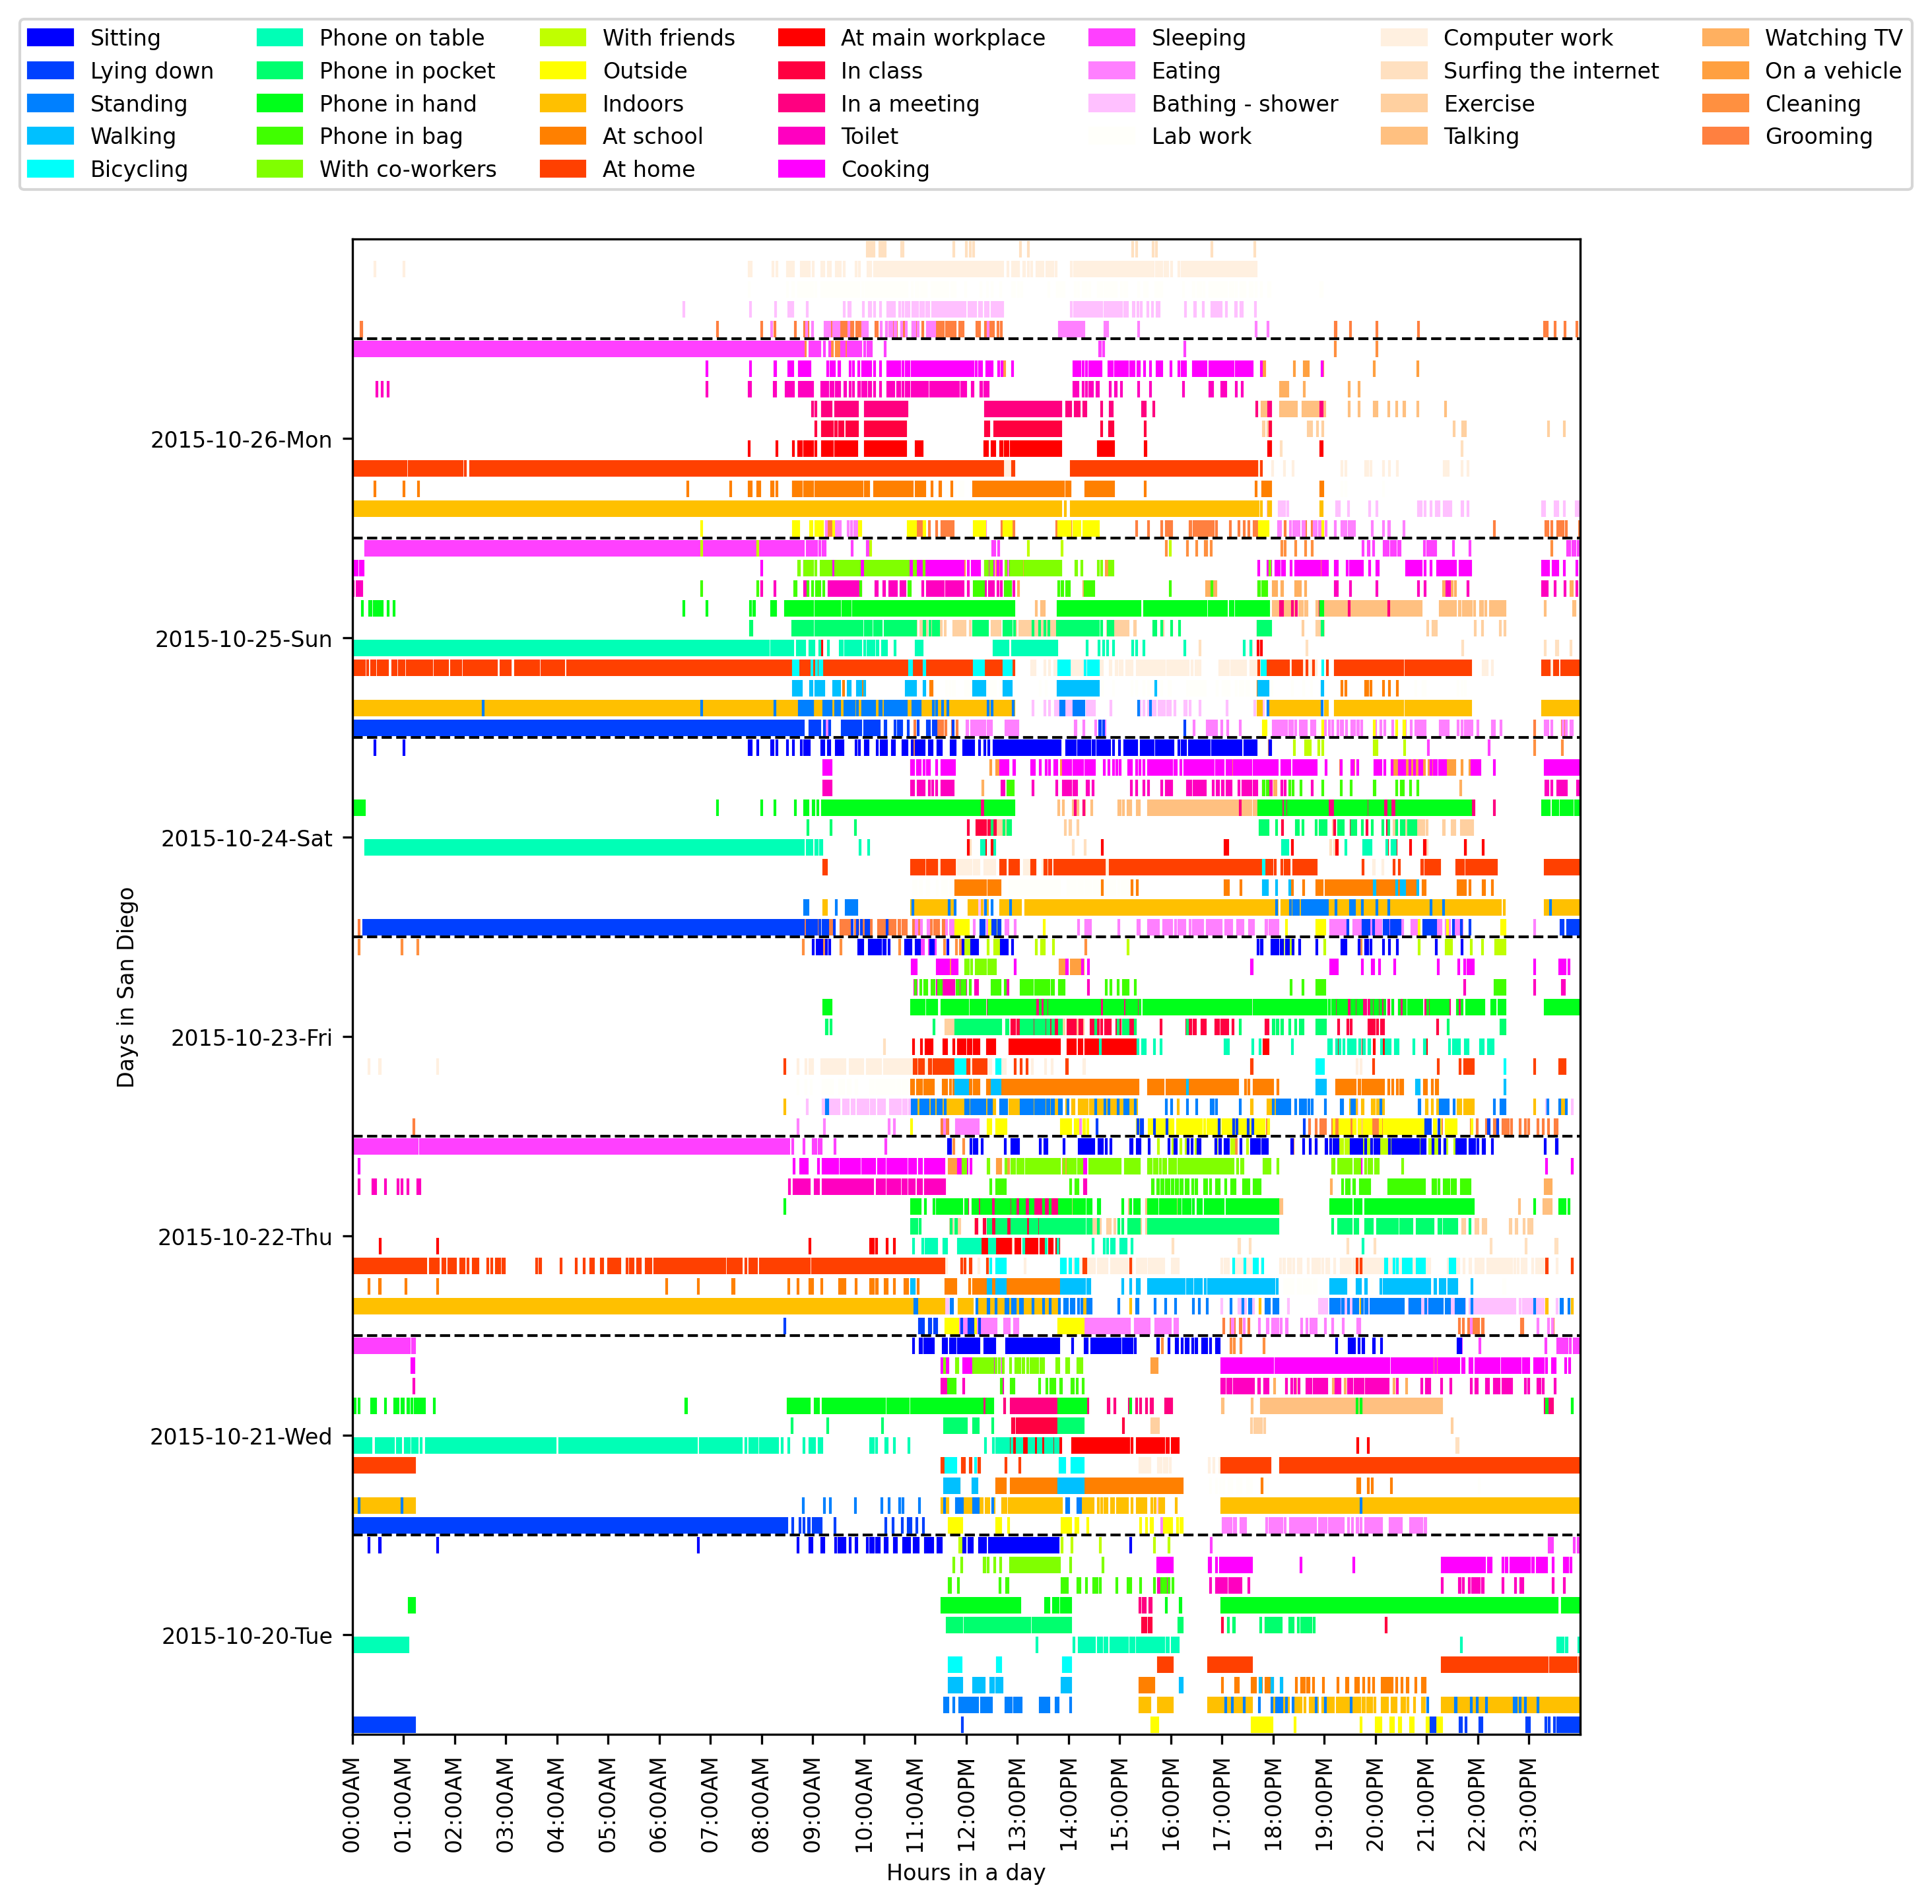 Sitting
Lying down
Standing
Walking
Bicycling
Phone on table
Phone in pocket
Phone in hand
Phone in bag
With co-workers
With friends
Outside
Indoors
At school
At home
At main workplace
In class
In a meeting
Toilet
Cooking
Sleeping
Eating
Bathing - shower
Lab work
Computer work
Surfing the internet
Exercise
Talking
Watching TV
On a vehicle
Cleaning
Grooming
Days in San Diego
2015-10-26-Mon
2015-10-25-Sun
2015-10-24-Sat
2015-10-23-Fri
2015-10-22-Thu
2015-10-21-Wed
2015-10-20-Tue
00:00AM
01:00AM
02:00AM
03:00AM
04:00AM
05:00AM
06:00AM
07:00AM
08:00AM
09:00AM
10:00AM
11:00AM
12:00PM
13:00PM
14:00PM
15:00PM
16:00PM
17:00PM
18:00PM
19:00PM
20:00PM
21:00PM
22:00PM
23:00PM
Hours in a day